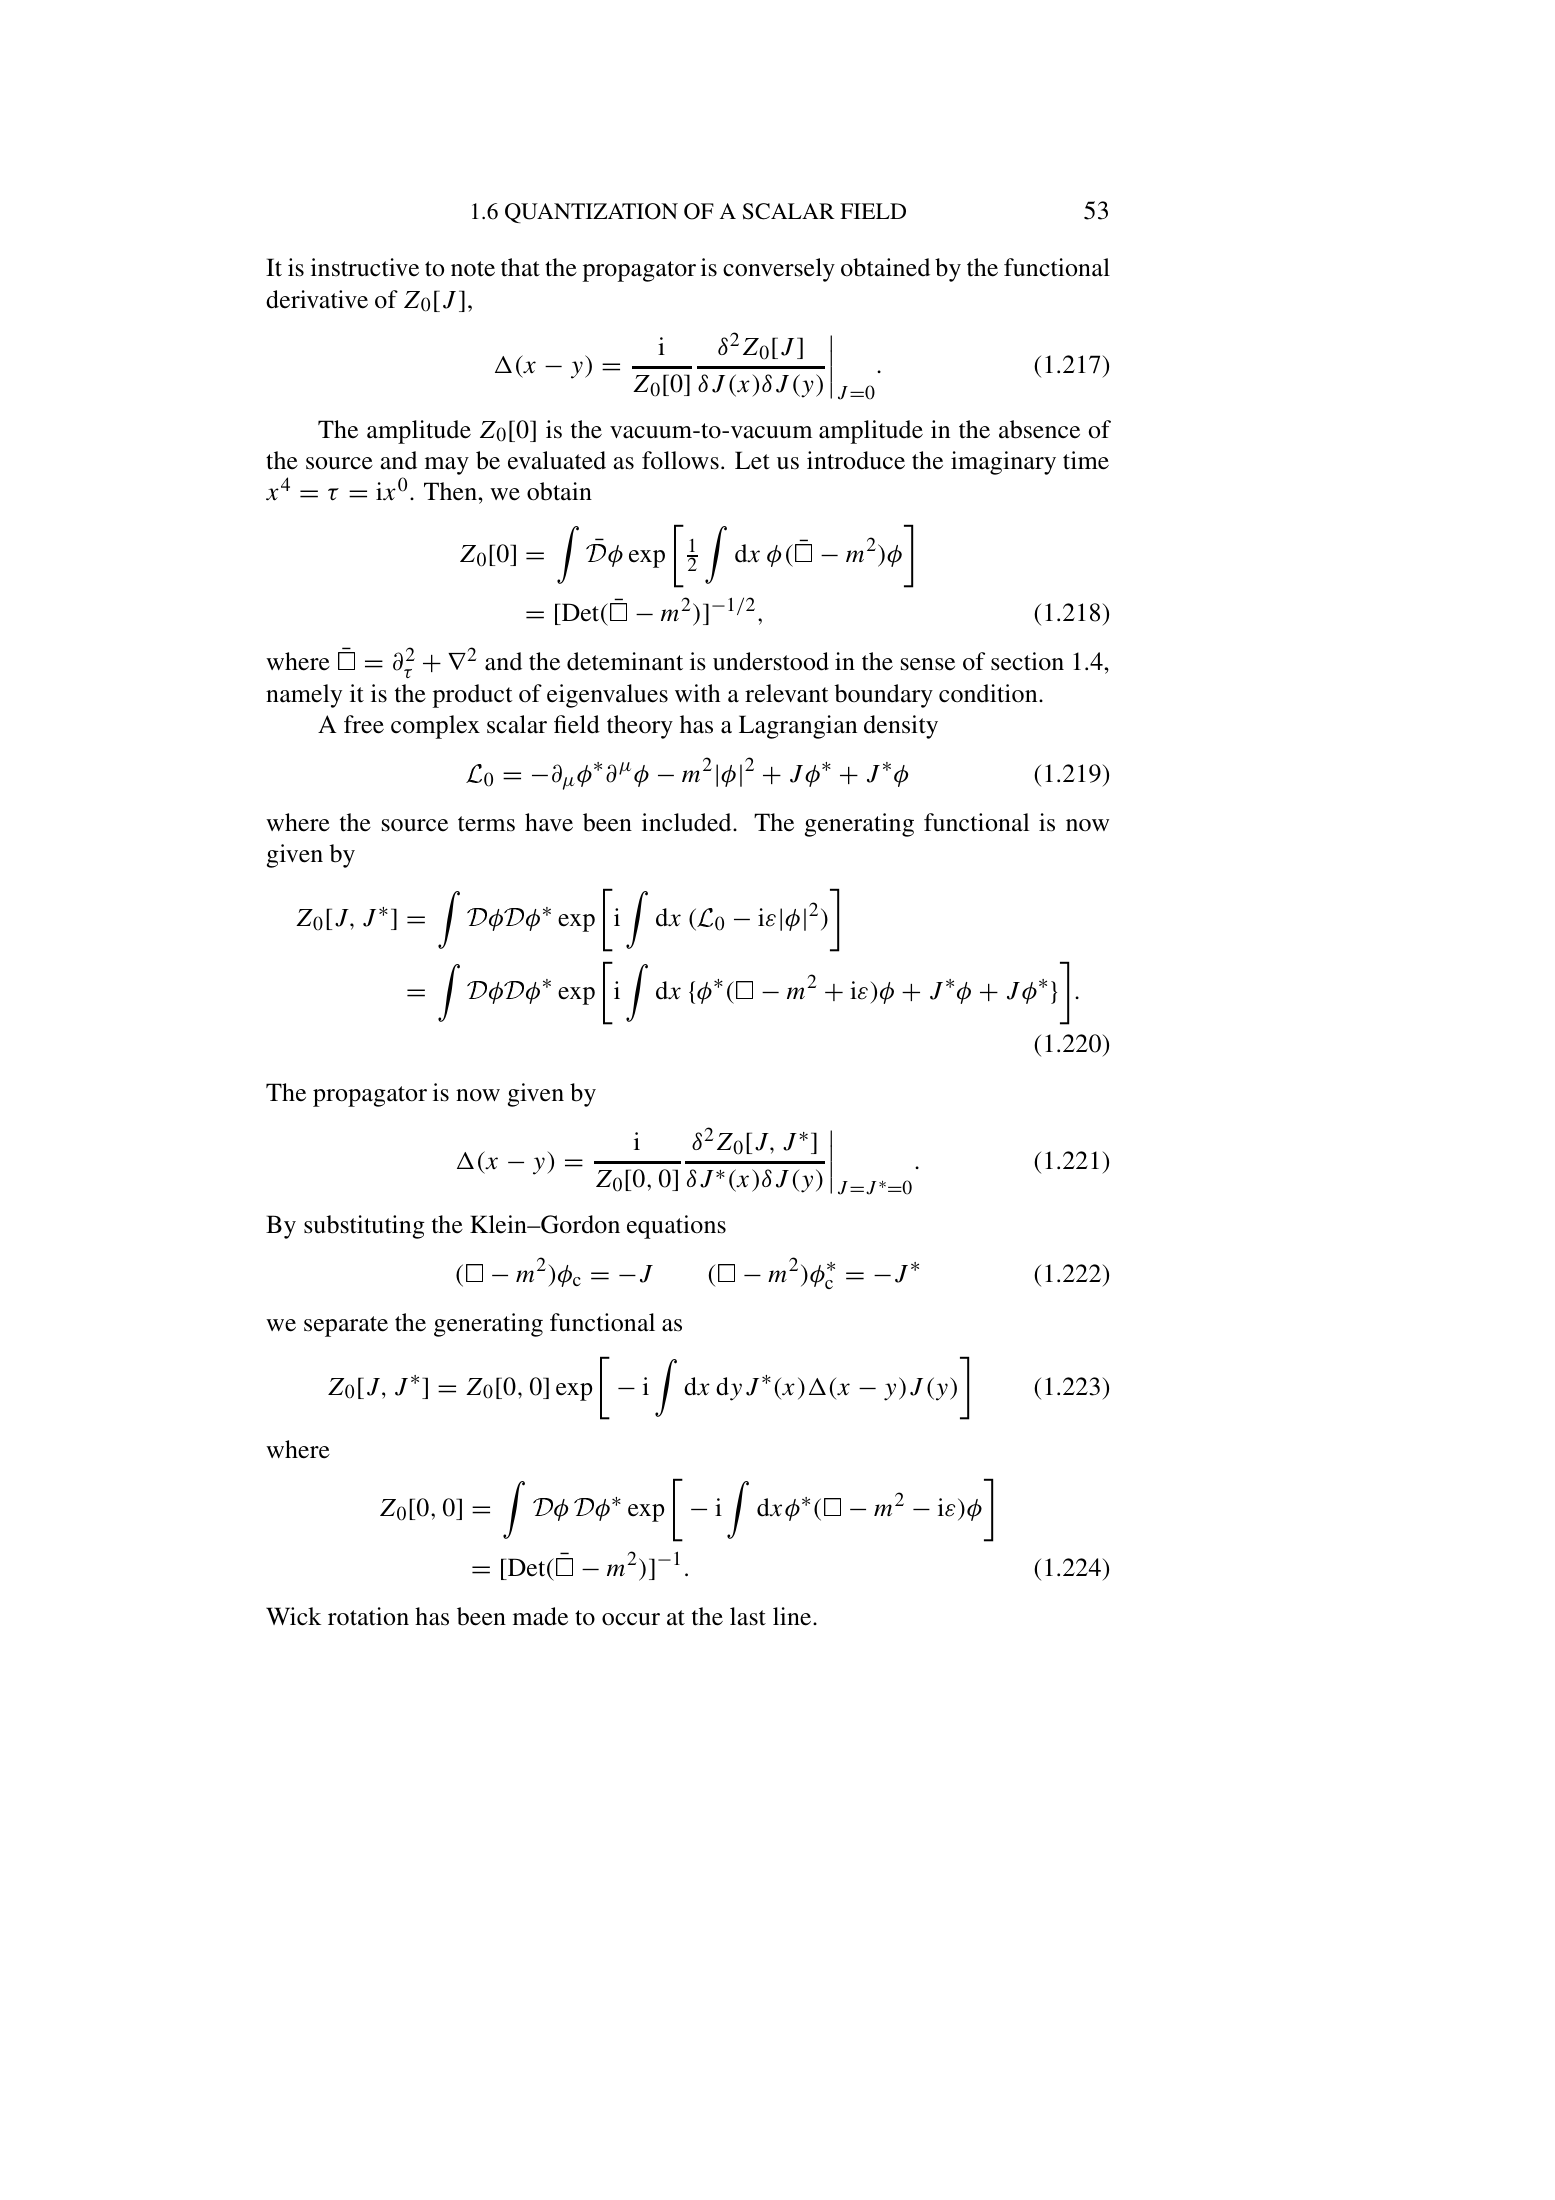 1.6 QUANTIZATION OF A SCALAR FIELD 53
It is instructive to note that the propagator is conversely obtained by the functional
derivative of Z₀[J],
Δ(x − y) = i/Z₀[0] δ²Z₀[J]/δJ(x)δJ(y) |_{J=0}. (1.217)
The amplitude Z₀[0] is the vacuum-to-vacuum amplitude in the absence of
the source and may be evaluated as follows. Let us introduce the imaginary time
x⁴ = τ = ix⁰. Then, we obtain
Z₀[0] = ∫ 𝒟̄ϕ exp[½ ∫ dx ϕ(□̄ − m²)ϕ]
= [Det(□̄ − m²)]^{−1/2}, (1.218)
where □̄ = ∂_τ² + ∇² and the deteminant is understood in the sense of section 1.4,
namely it is the product of eigenvalues with a relevant boundary condition.
A free complex scalar field theory has a Lagrangian density
ℒ₀ = −∂_μϕ*∂^μϕ − m²|ϕ|² + Jϕ* + J*ϕ (1.219)
where the source terms have been included. The generating functional is now
given by
Z₀[J, J*] = ∫ 𝒟ϕ𝒟ϕ* exp[i ∫ dx (ℒ₀ − iε|ϕ|²)]
= ∫ 𝒟ϕ𝒟ϕ* exp[i ∫ dx {ϕ*(□ − m² + iε)ϕ + J*ϕ + Jϕ*}].
(1.220)
The propagator is now given by
Δ(x − y) = i/Z₀[0, 0] δ²Z₀[J, J*]/δJ*(x)δJ(y) |_{J=J*=0}. (1.221)
By substituting the Klein–Gordon equations
(□ − m²)ϕ_c = −J (□ − m²)ϕ_c* = −J* (1.222)
we separate the generating functional as
Z₀[J, J*] = Z₀[0, 0] exp[− i ∫ dx dyJ*(x)Δ(x − y)J(y)] (1.223)
where
Z₀[0, 0] = ∫ 𝒟ϕ 𝒟ϕ* exp[− i ∫ dxϕ*(□ − m² − iε)ϕ]
= [Det(□̄ − m²)]^{−1}. (1.224)
Wick rotation has been made to occur at the last line.